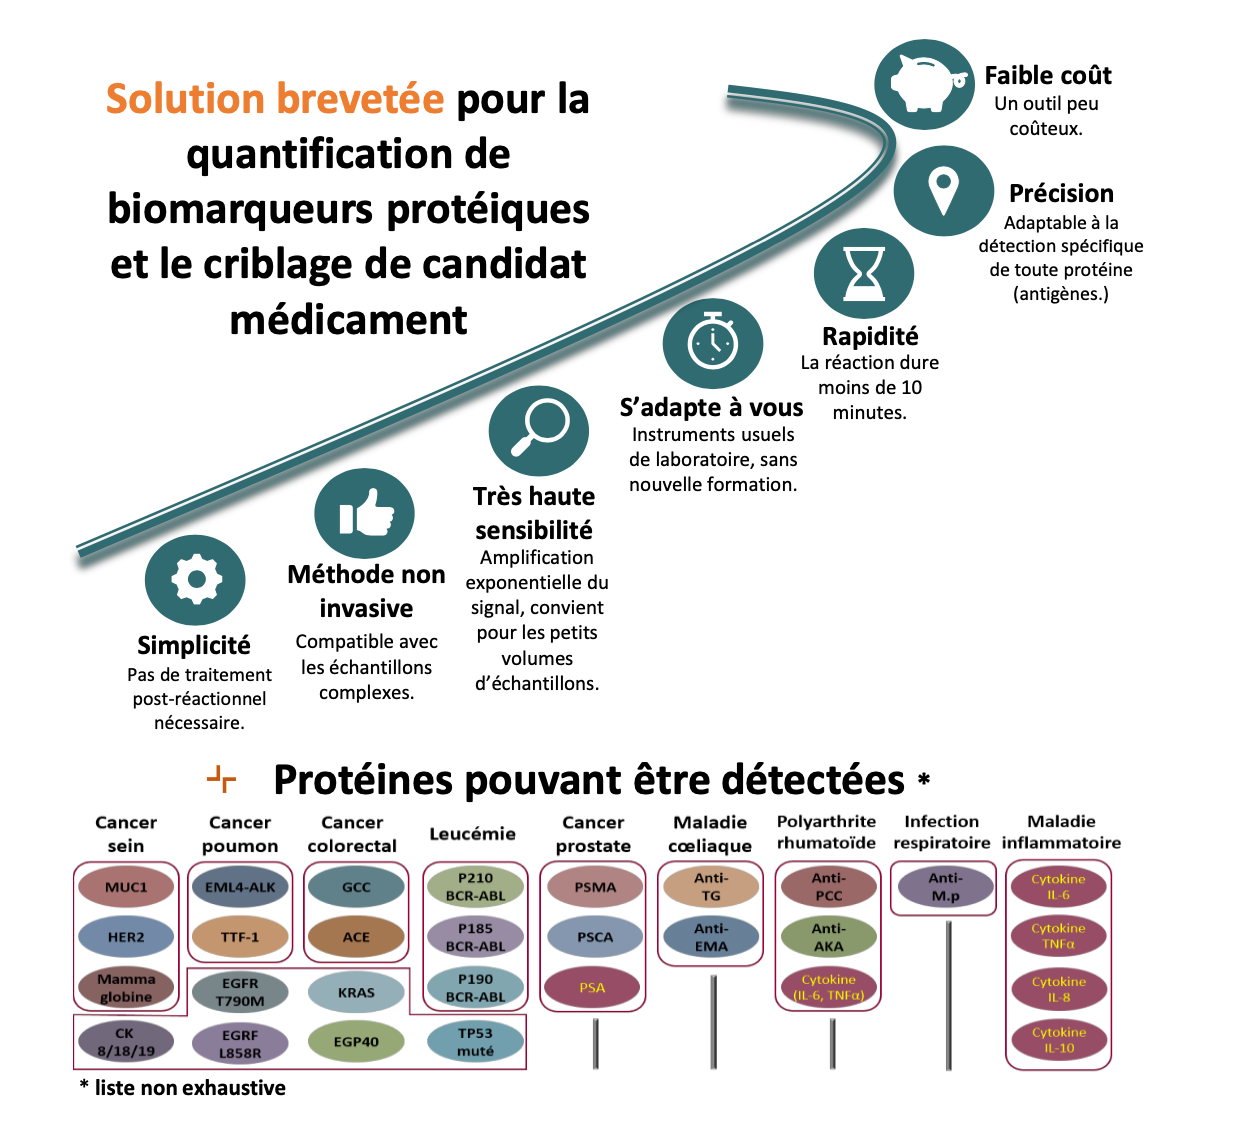 Solution brevetée pour la
quantification de
biomarqueurs protéiques
et le criblage de candidat
médicament
Faible coût
Un outil peu
coûteux.
Précision
Adaptable à la
détection spécifique
de toute protéine
(antigènes.)
Rapidité
La réaction dure
moins de 10
minutes.
S’adapte à vous
Instruments usuels
de laboratoire, sans
nouvelle formation.
Très haute
sensibilité
Amplification
exponentielle du
signal, convient
pour les petits
volumes
d’échantillons.
Méthode non
invasive
Compatible avec
les échantillons
complexes.
Simplicité
Pas de traitement
post-réactionnel
nécessaire.
Protéines pouvant être détectées *
Cancer
sein
MUC1
HER2
Mamma
globine
CK
8/18/19
Cancer
poumon
EML4-ALK
TTF-1
EGFR
T790M
EGRF
L858R
Cancer
colorectal
GCC
ACE
KRAS
EGP40
Leucémie
P210
BCR-ABL
P185
BCR-ABL
P190
BCR-ABL
TP53
muté
Cancer
prostate
PSMA
PSCA
PSA
Maladie
cœliaque
Anti-
TG
Anti-
EMA
Polyarthrite
rhumatoïde
Anti-
PCC
Anti-
AKA
Cytokine
(IL-6, TNFα)
Infection
respiratoire
Anti-
M.p
Maladie
inflammatoire
Cytokine
IL-6
Cytokine
TNFα
Cytokine
IL-8
Cytokine
IL-10
* liste non exhaustive